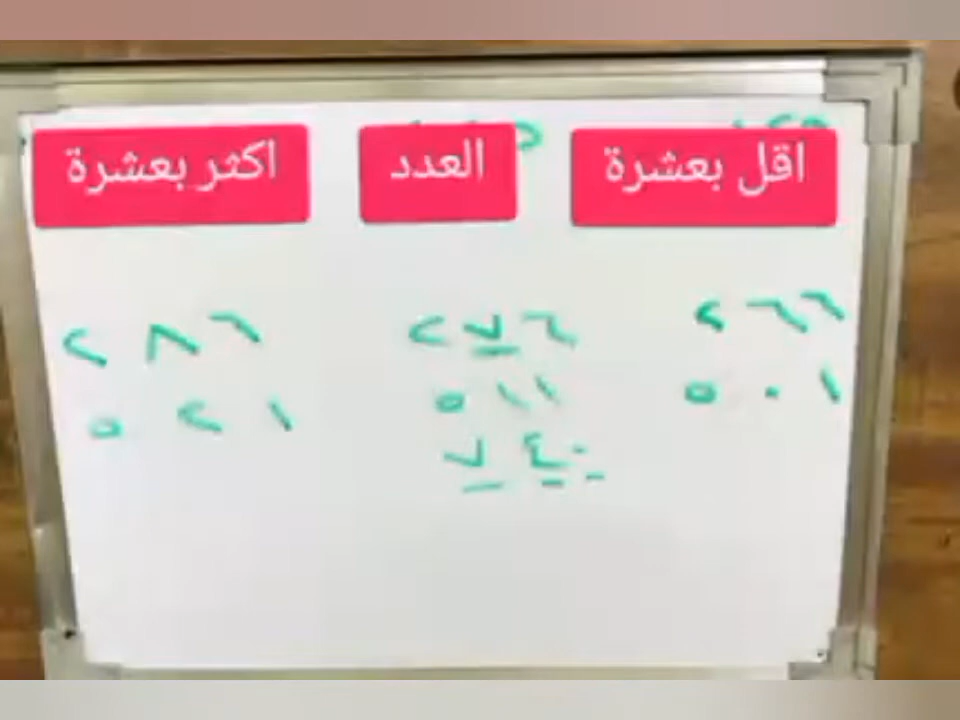 اقل بعشرة العدد اكثر بعشرة
٢٦٦ ٢٧٦ ٢٨٦
٥٠١ ٥١١ ٥٢١
٧٤٠